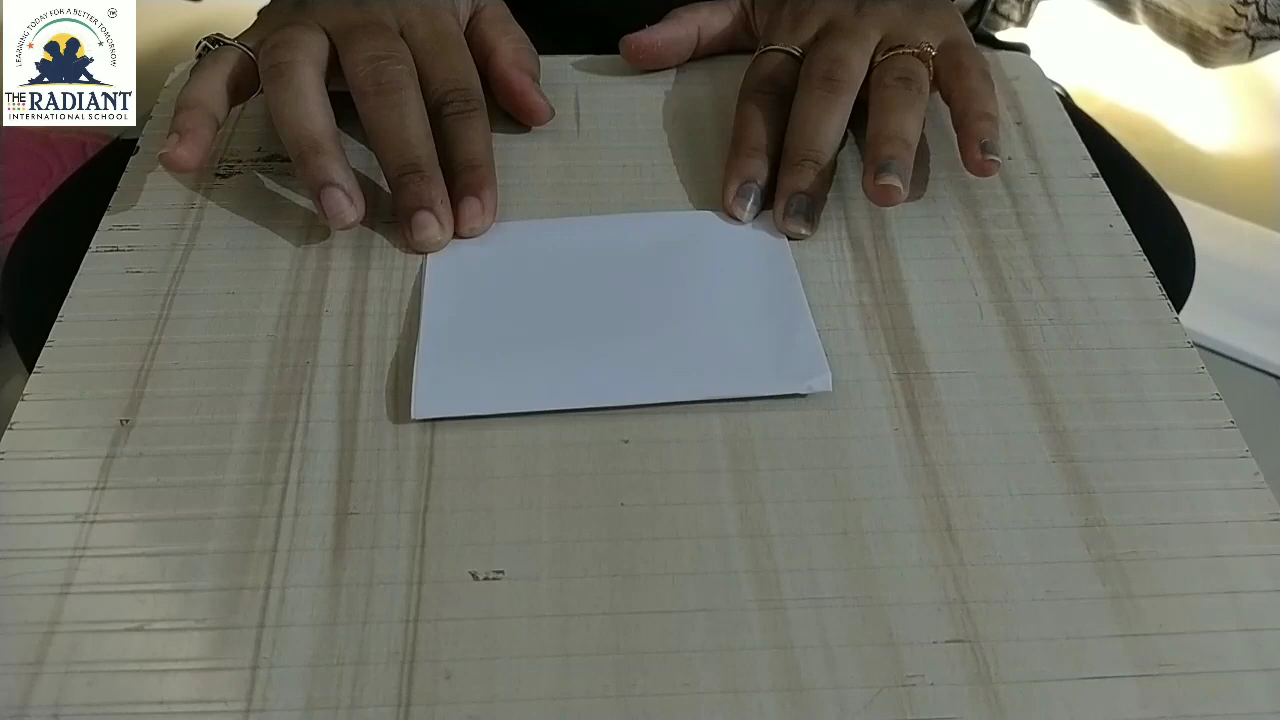 LEARNING TODAY FOR A BETTER TOMORROW
®
THE RADIANT
INTERNATIONAL SCHOOL